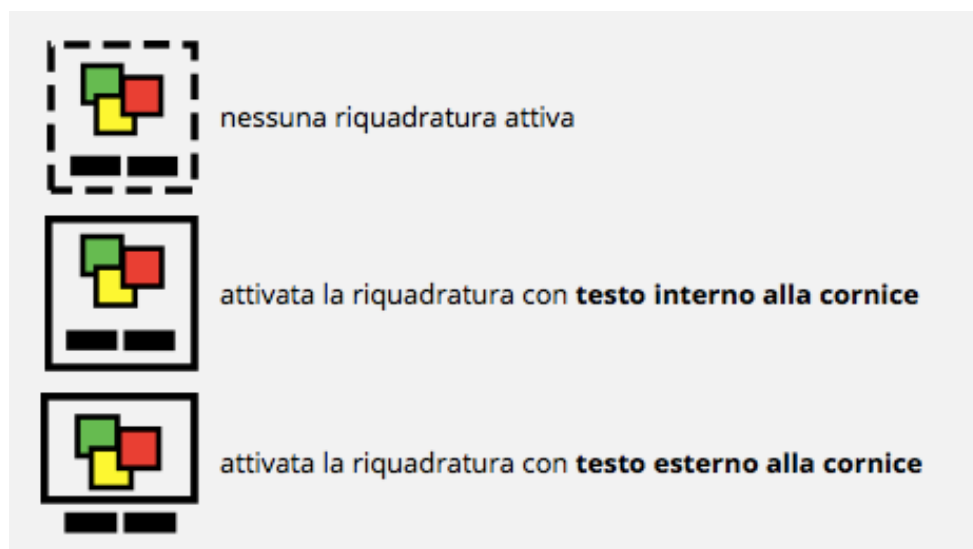 nessuna riquadratura attiva
attivata la riquadratura con testo interno alla cornice
attivata la riquadratura con testo esterno alla cornice